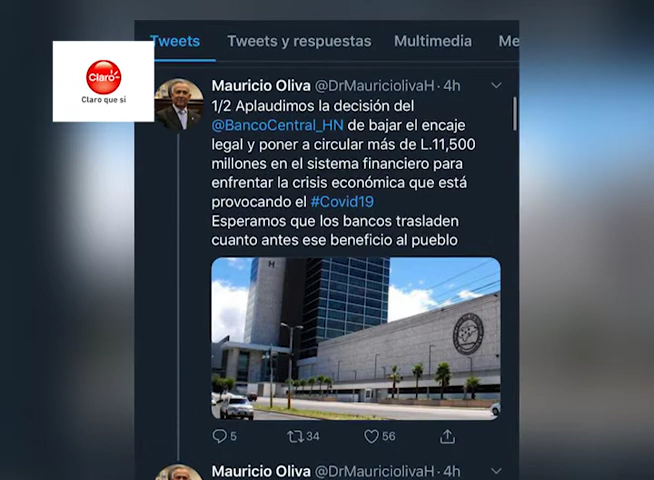 Tweets Tweets y respuestas Multimedia Me
Claro
Claro que sí
Mauricio Oliva @DrMauriciolivaH · 4h
1/2 Aplaudimos la decisión del
@BancoCentral_HN de bajar el encaje
legal y poner a circular más de L.11,500
millones en el sistema financiero para
enfrentar la crisis económica que está
provocando el #Covid19
Esperamos que los bancos trasladen
cuanto antes ese beneficio al pueblo
H
5 34 56
Mauricio Oliva @DrMauriciolivaH · 4h